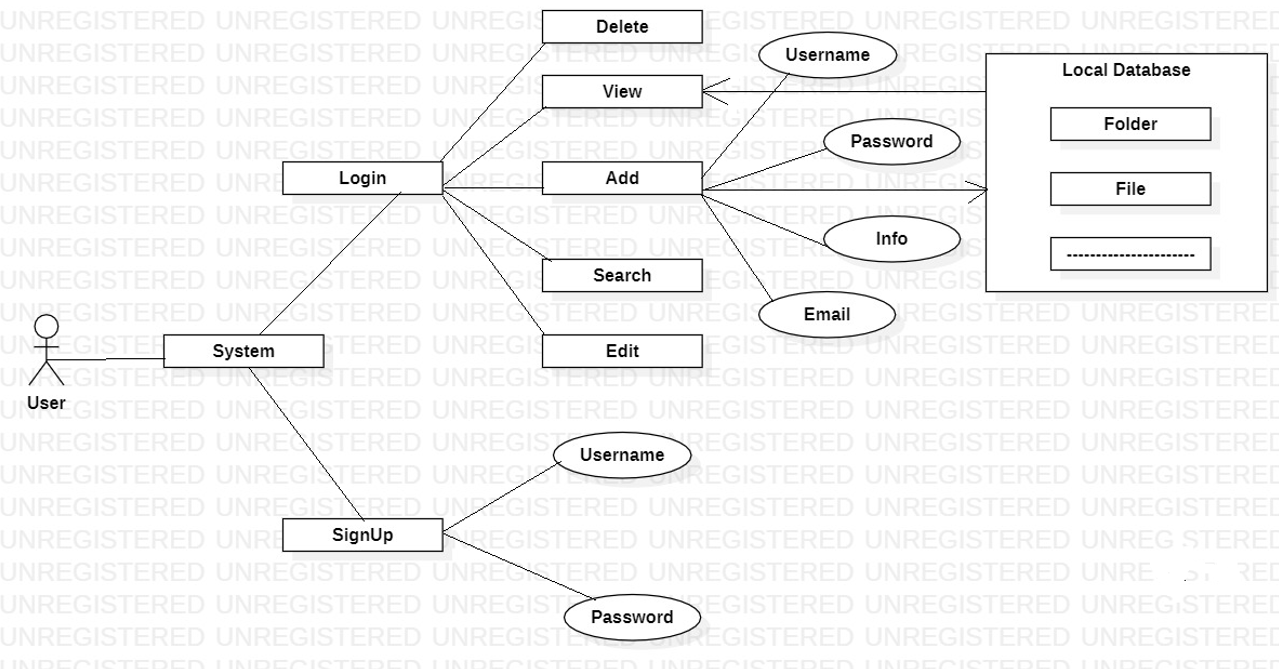 Delete
Username
Local Database
View
Folder
Password
Login
Add
File
Info
-----------------------
Search
Email
System
Edit
User
Username
SignUp
Password
UNREGISTERED